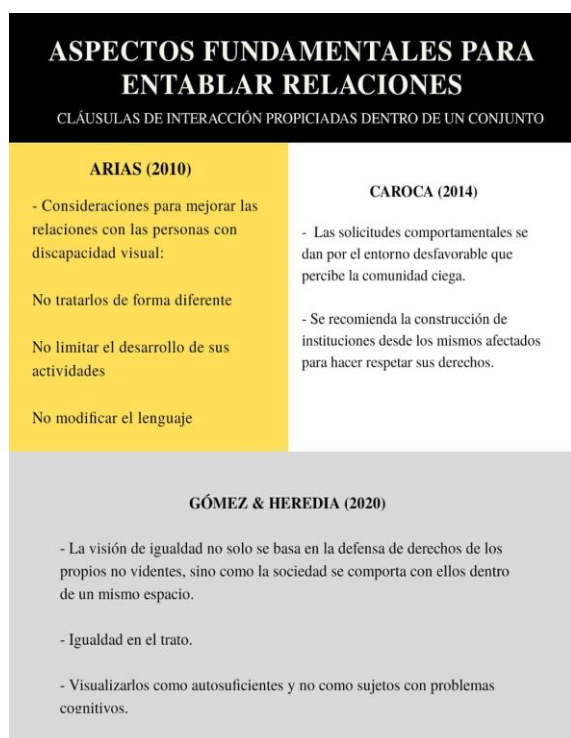 ASPECTOS FUNDAMENTALES PARA
ENTABLAR RELACIONES
CLÁUSULAS DE INTERACCIÓN PROPICIADAS DENTRO DE UN CONJUNTO
ARIAS (2010)
- Consideraciones para mejorar las
relaciones con las personas con
discapacidad visual:
No tratarlos de forma diferente
No limitar el desarrollo de sus
actividades
No modificar el lenguaje
CAROCA (2014)
- Las solicitudes comportamentales se
dan por el entorno desfavorable que
percibe la comunidad ciega.
- Se recomienda la construcción de
instituciones desde los mismos afectados
para hacer respetar sus derechos.
GÓMEZ & HEREDIA (2020)
- La visión de igualdad no solo se basa en la defensa de derechos de los
propios no videntes, sino como la sociedad se comporta con ellos dentro
de un mismo espacio.
- Igualdad en el trato.
- Visualizarlos como autosuficientes y no como sujetos con problemas
cognitivos.